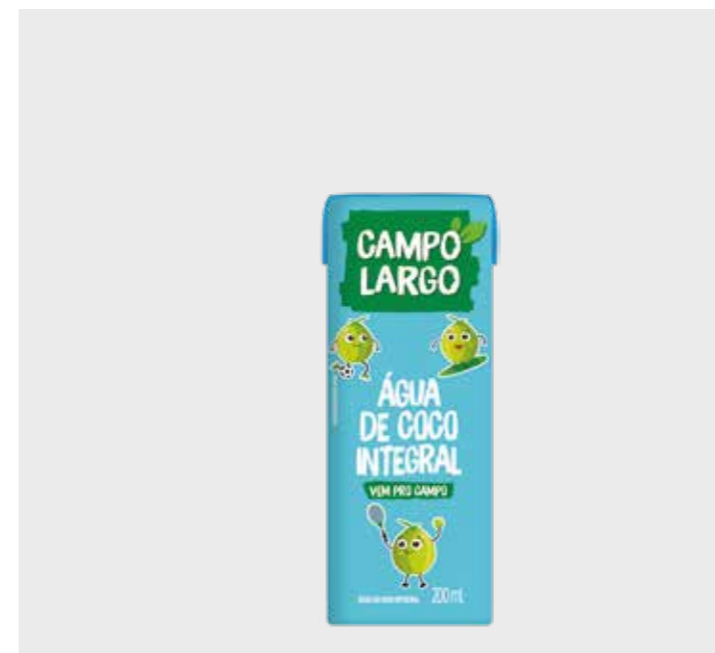 CAMPO
LARGO
ÁGUA
DE COCO
INTEGRAL
VEM PRO CAMPO
200 ml